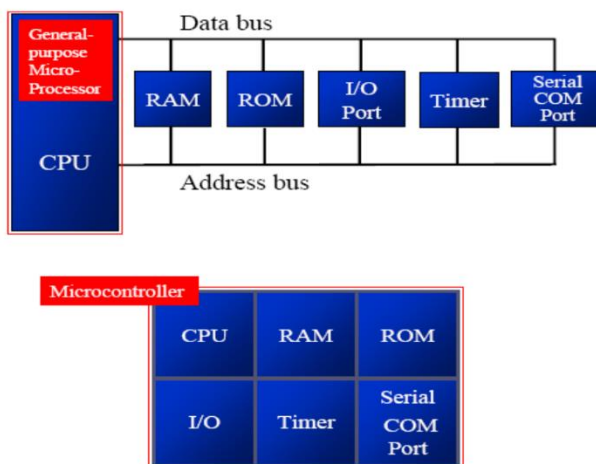 Data bus
General-
purpose
Micro-
Processor
CPU
RAM
ROM
I/O
Port
Timer
Serial
COM
Port
Address bus
Microcontroller
CPU
RAM
ROM
I/O
Timer
Serial
COM
Port